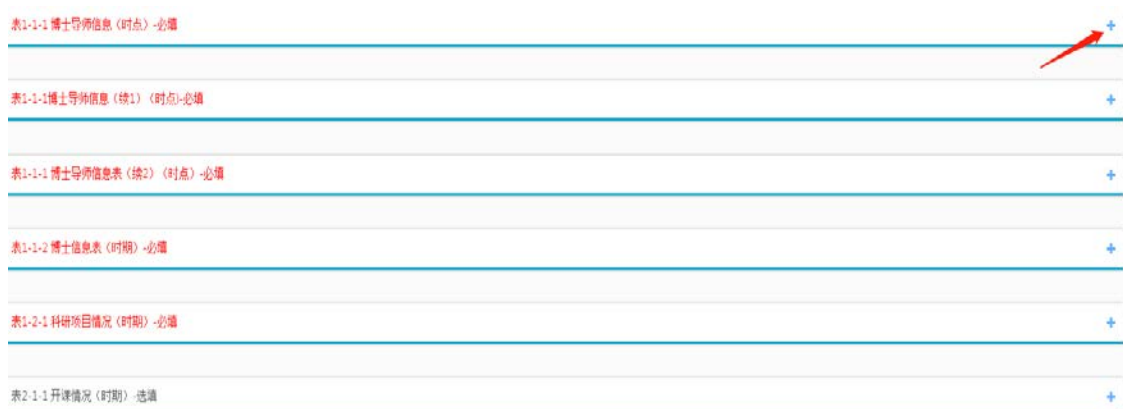 表1-1-1 博士导师信息（时点）-必填
表1-1-1博士导师信息（续1）（时点)-必填
表1-1-1 博士导师信息表（续2）（时点）-必填
表1-1-2 博士信息表（时期）-必填
表1-2-1 科研项目情况（时期）-必填
表2-1-1 开课情况（时期）-选填